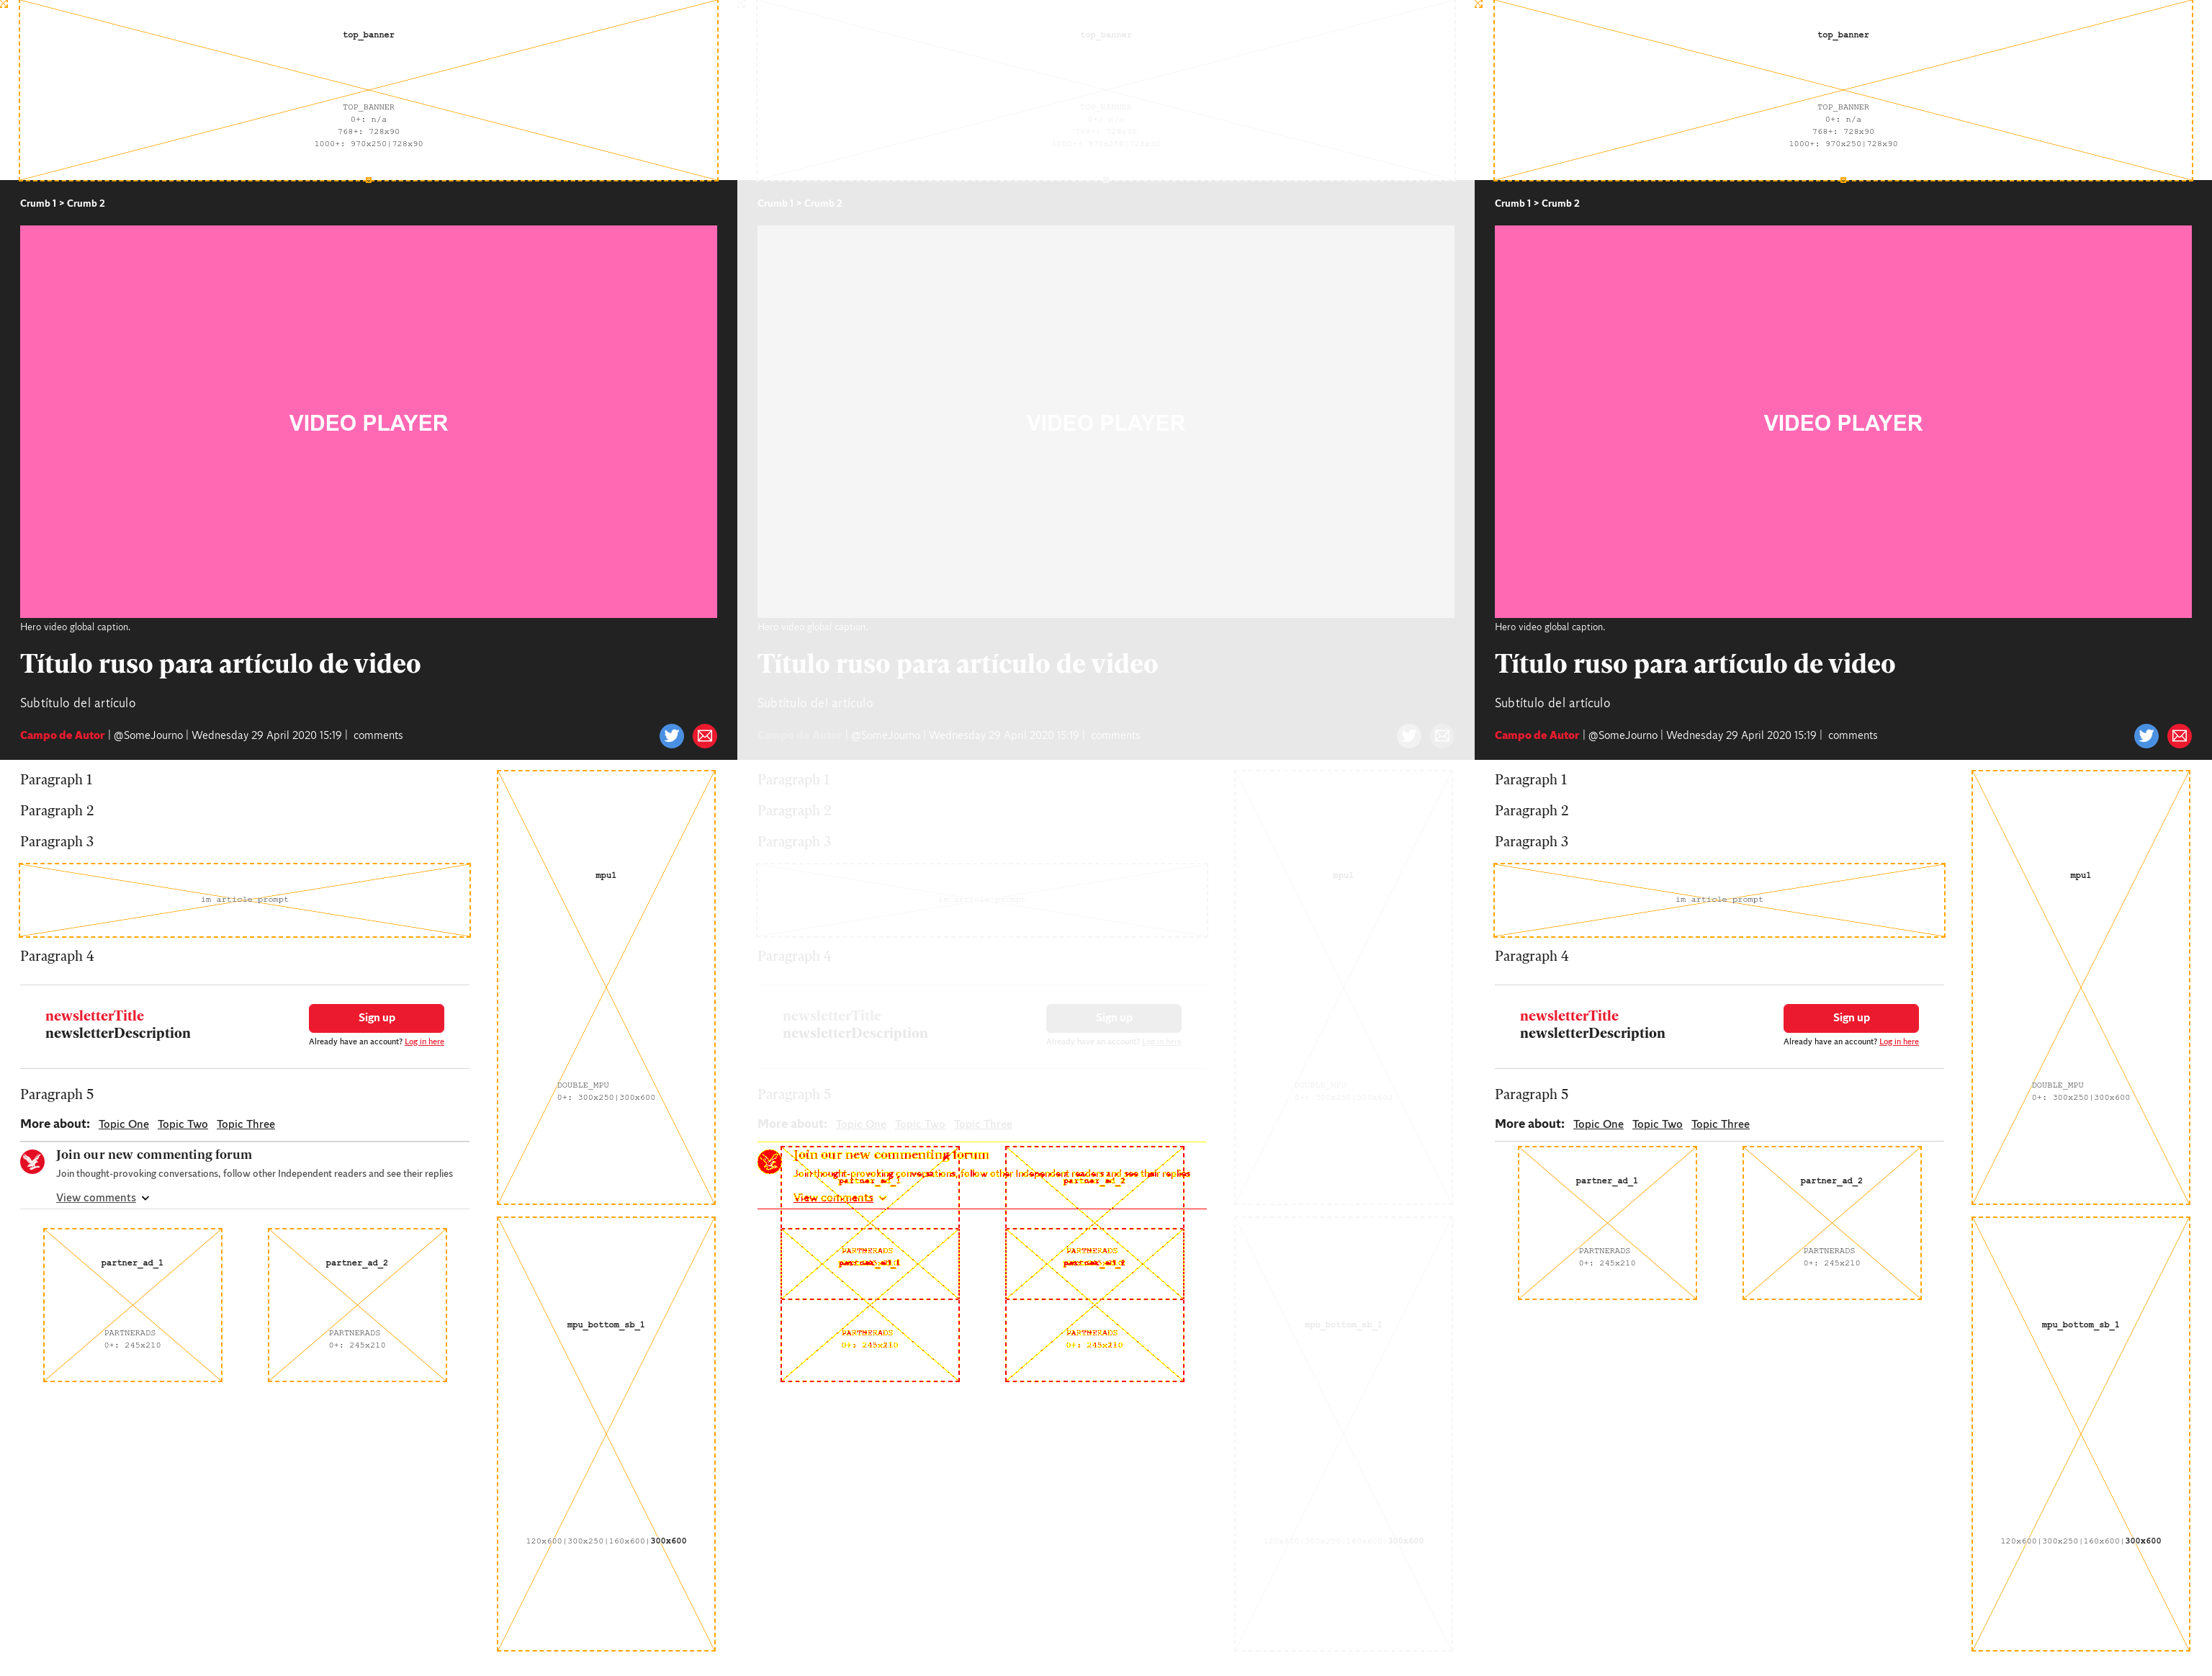 top_banner
TOP_BANNER
0+: n/a
768+: 728x90
1000+: 970x250|728x90
Crumb 1 > Crumb 2
VIDEO PLAYER
Hero video global caption.
Título ruso para artículo de video
Subtítulo del artículo
Campo de Autor | @SomeJourno | Wednesday 29 April 2020 15:19 | comments
Paragraph 1
Paragraph 2
Paragraph 3
im article prompt
Paragraph 4
newsletterTitle
newsletterDescription
Sign up
Already have an account? Log in here
Paragraph 5
More about: Topic One Topic Two Topic Three
Join our new commenting forum
Join thought-provoking conversations, follow other Independent readers and see their replies
View comments
partner_ad_1
PARTNERADS
0+: 245x210
partner_ad_2
PARTNERADS
0+: 245x210
mpu1
DOUBLE_MPU
0+: 300x250|300x600
mpu_bottom_sb_1
120x600|300x250|160x600|300x600
top_banner
TOP_BANNER
0+: n/a
768+: 728x90
1000+: 970x250|728x90
Crumb 1 > Crumb 2
VIDEO PLAYER
Hero video global caption.
Título ruso para artículo de video
Subtítulo del artículo
Campo de Autor | @SomeJourno | Wednesday 29 April 2020 15:19 | comments
Paragraph 1
Paragraph 2
Paragraph 3
im article prompt
Paragraph 4
newsletterTitle
newsletterDescription
Sign up
Already have an account? Log in here
Paragraph 5
More about: Topic One Topic Two Topic Three
Join our new commenting forum
Join thought-provoking conversations, follow other Independent readers and see their replies
partner_ad_1
partner_ad_2
View comments
PARTNERADS
PARTNERADS
PARTNERADS
0+: 245x210
PARTNERADS
0+: 245x210
mpu1
DOUBLE_MPU
0+: 300x250|300x600
mpu_bottom_sb_1
120x600|300x250|160x600|300x600
top_banner
TOP_BANNER
0+: n/a
768+: 728x90
1000+: 970x250|728x90
Crumb 1 > Crumb 2
VIDEO PLAYER
Hero video global caption.
Título ruso para artículo de video
Subtítulo del artículo
Campo de Autor | @SomeJourno | Wednesday 29 April 2020 15:19 | comments
Paragraph 1
Paragraph 2
Paragraph 3
im article prompt
Paragraph 4
newsletterTitle
newsletterDescription
Sign up
Already have an account? Log in here
Paragraph 5
More about: Topic One Topic Two Topic Three
partner_ad_1
PARTNERADS
0+: 245x210
partner_ad_2
PARTNERADS
0+: 245x210
mpu1
DOUBLE_MPU
0+: 300x250|300x600
mpu_bottom_sb_1
120x600|300x250|160x600|300x600